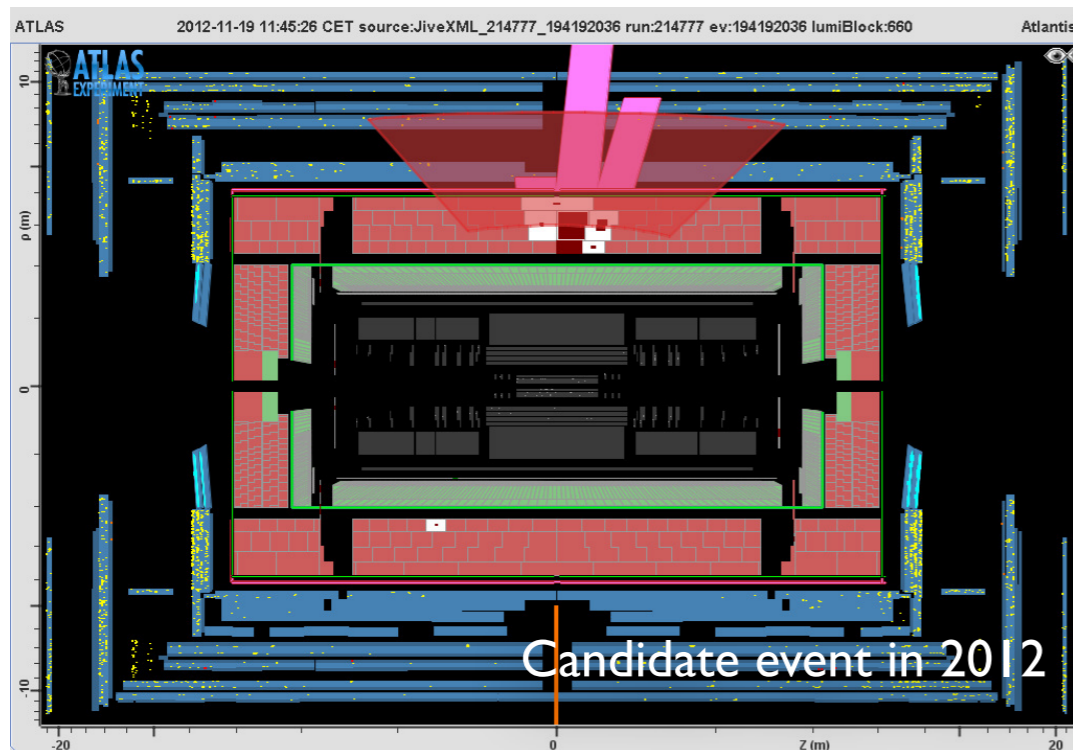 ATLAS 2012-11-19 11:45:26 CET source:JiveXML_214777_194192036 run:214777 ev:194192036 lumiBlock:660 Atlantis
ATLAS
EXPERIMENT
10
ρ (m)
0
-10
Candidate event in 2012
-20 0 Z (m) 20